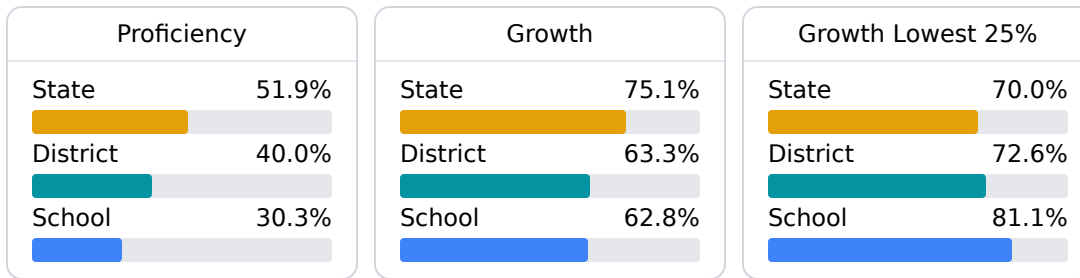 Proficiency
State 51.9%
District 40.0%
School 30.3%
Growth
State 75.1%
District 63.3%
School 62.8%
Growth Lowest 25%
State 70.0%
District 72.6%
School 81.1%